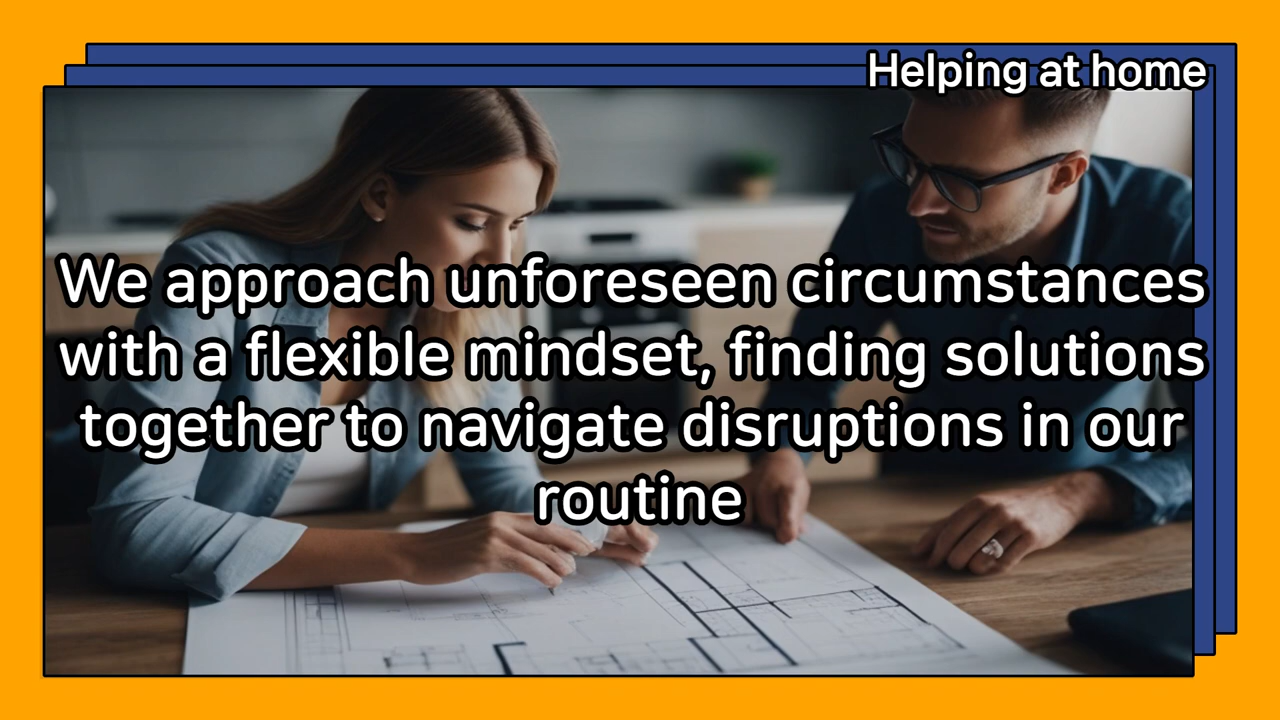 Helping at home
We approach unforeseen circumstances
with a flexible mindset, finding solutions
together to navigate disruptions in our
routine